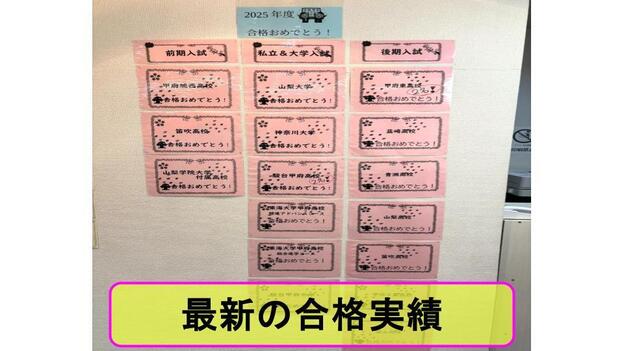 2025年度
合格おめでとう！
前期入試
私立＆大学入試
後期入試
甲府城西高校
合格おめでとう！
山梨大学
合格おめでとう！
甲府東高校
合格おめでとう！
笛吹高校
合格おめでとう！
神奈川大学
合格おめでとう！
韮崎高校
合格おめでとう！
山梨学院大学
付属高校
合格おめでとう！
駿台甲府高校
合格おめでとう！
青洲高校
合格おめでとう！
東海大学甲府高校
合格おめでとう！
山梨高校
合格おめでとう！
東海大学甲府高校
合格おめでとう！
笛吹高校
合格おめでとう！
最新の合格実績